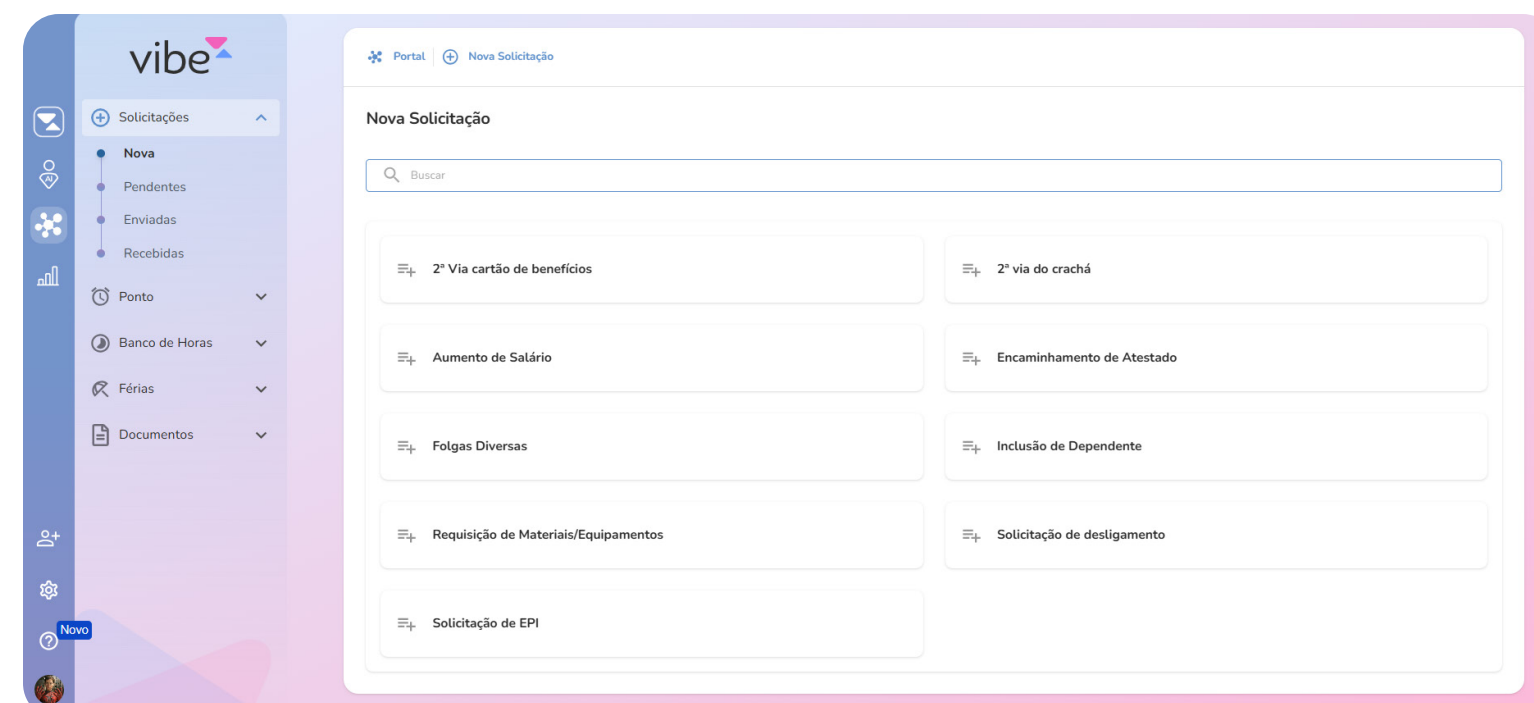 vibe
Solicitações
Nova
Pendentes
Enviadas
Recebidas
Ponto
Banco de Horas
Férias
Documentos
AI
Novo
Portal
Nova Solicitação
Nova Solicitação
Buscar
2ª Via cartão de benefícios
2ª via do crachá
Aumento de Salário
Encaminhamento de Atestado
Folgas Diversas
Inclusão de Dependente
Requisição de Materiais/Equipamentos
Solicitação de desligamento
Solicitação de EPI